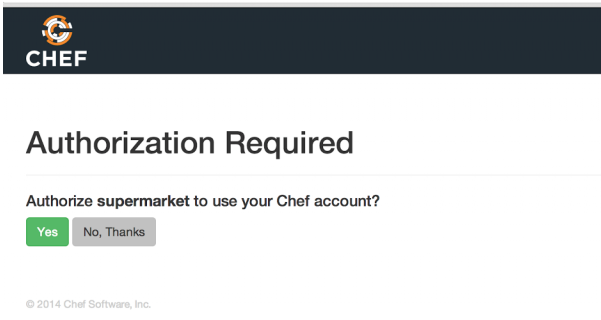 CHEF
Authorization Required
Authorize supermarket to use your Chef account?
Yes No, Thanks
© 2014 Chef Software, Inc.